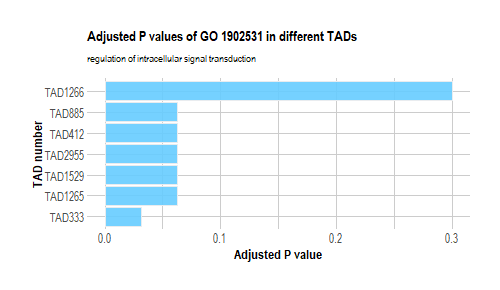 Adjusted P values of GO 1902531 in different TADs
regulation of intracellular signal transduction
TAD number
TAD1266
TAD885
TAD412
TAD2955
TAD1529
TAD1265
TAD333
0.0
0.1
0.2
0.3
Adjusted P value